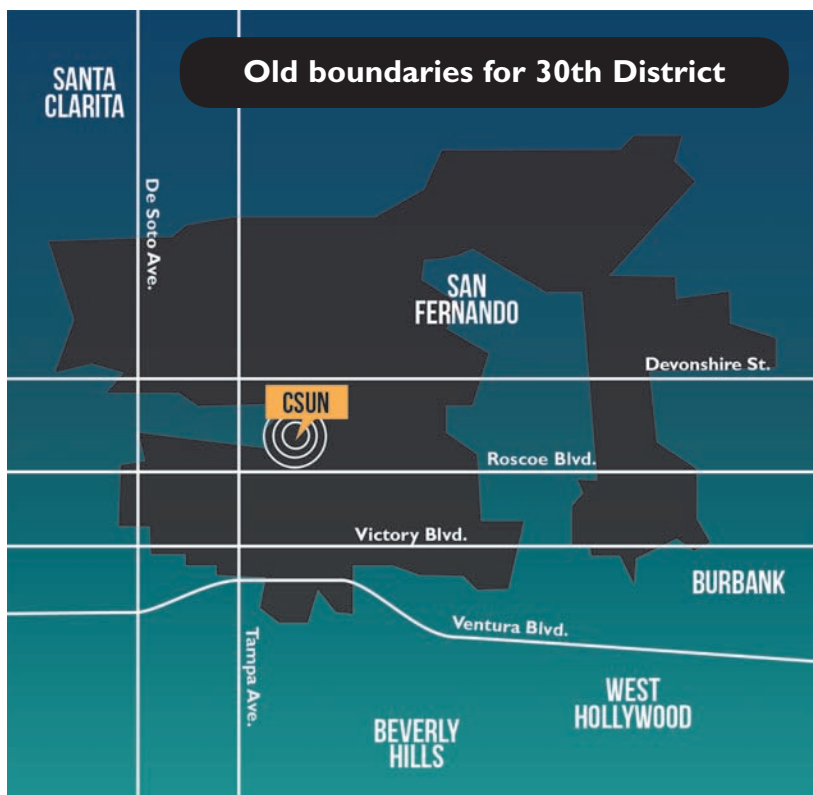 Old boundaries for 30th District
SANTA
CLARITA
De Soto Ave.
SAN
FERNANDO
Devonshire St.
CSUN
Roscoe Blvd.
Victory Blvd.
BURBANK
Ventura Blvd.
Tampa Ave.
WEST
HOLLYWOOD
BEVERLY
HILLS